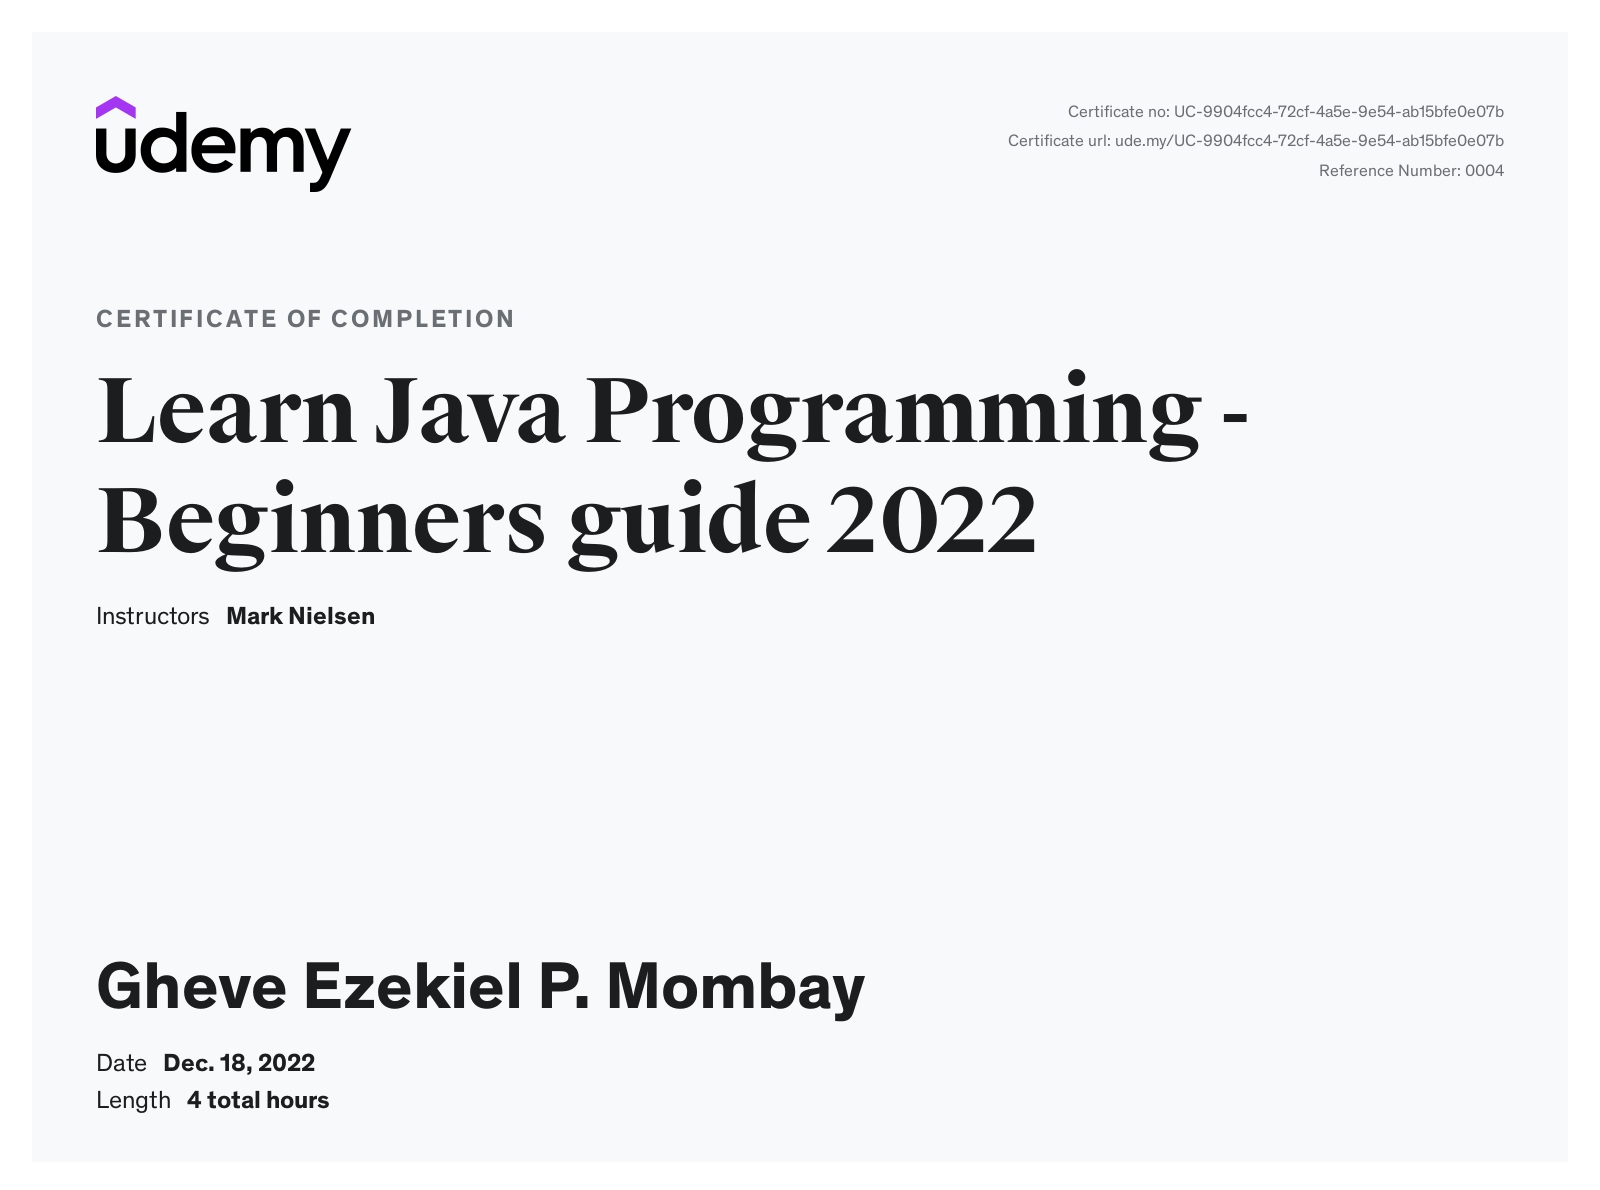 udemy
Certificate no: UC-9904fcc4-72cf-4a5e-9e54-ab15bfe0e07b
Certificate url: ude.my/UC-9904fcc4-72cf-4a5e-9e54-ab15bfe0e07b
Reference Number: 0004
CERTIFICATE OF COMPLETION
Learn Java Programming -
Beginners guide 2022
Instructors Mark Nielsen
Gheve Ezekiel P. Mombay
Date Dec. 18, 2022
Length 4 total hours